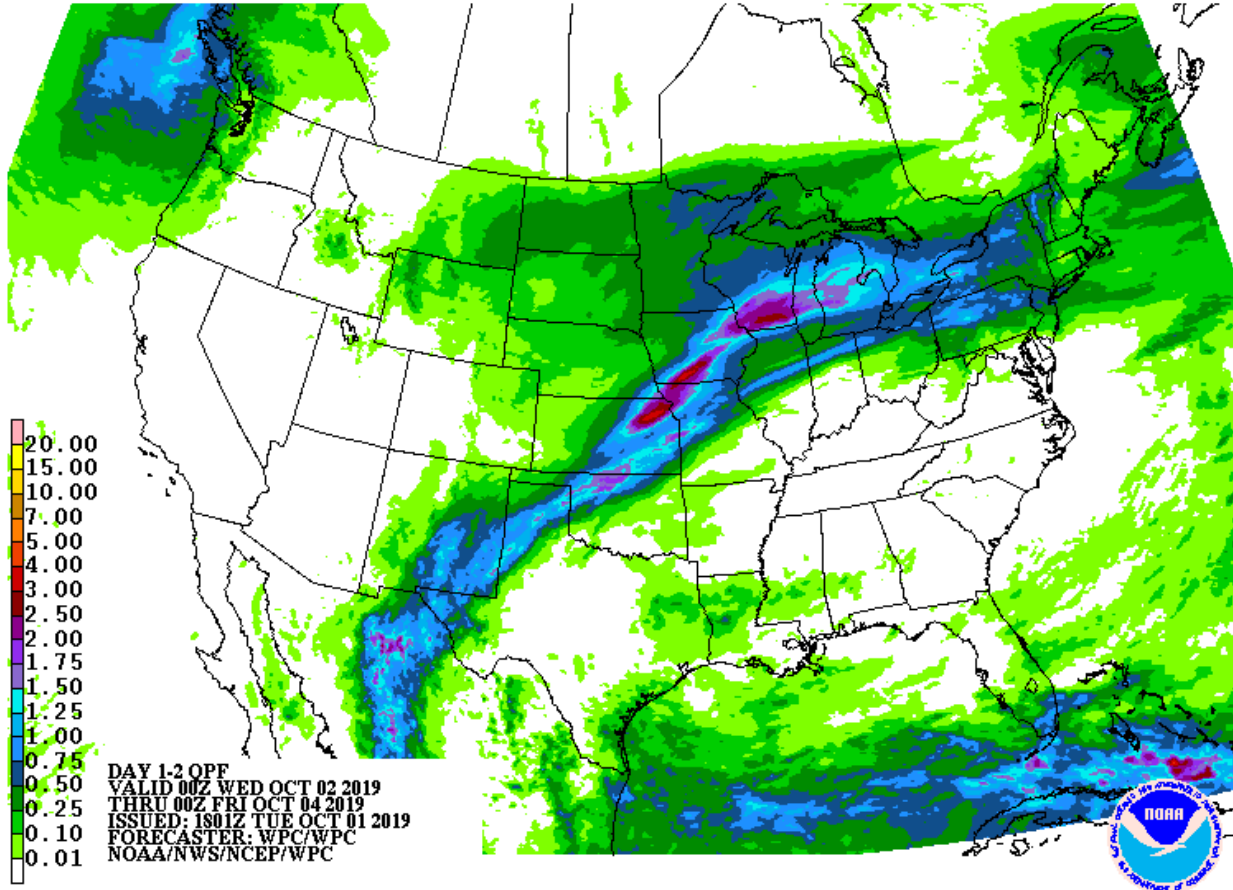 20.00
15.00
10.00
7.00
5.00
4.00
3.00
2.50
2.00
1.75
1.50
1.25
1.00
0.75
0.50
0.25
0.10
0.01
DAY 1-2 QPF
VALID 00Z WED OCT 02 2019
THRU 00Z FRI OCT 04 2019
ISSUED: 1801Z TUE OCT 01 2019
FORECASTER: WPC/WPC
NOAA/NWS/NCEP/WPC
NOAA